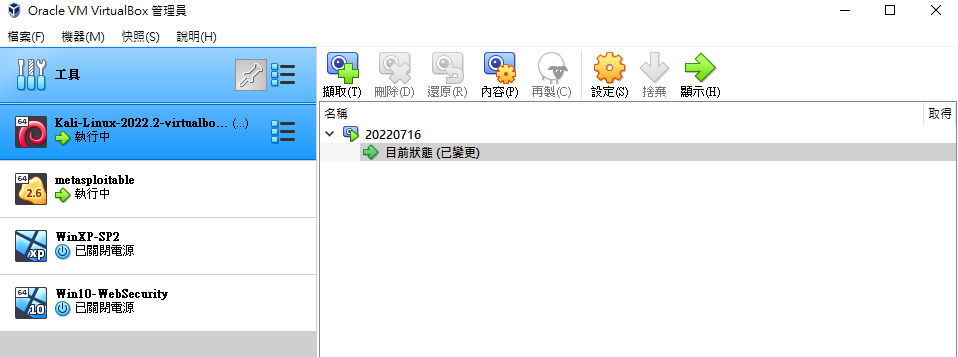 Oracle VM VirtualBox 管理員
檔案(F) 機器(M) 快照(S) 說明(H)
工具
擷取(T) 刪除(D) 還原(R) 內容(P) 再製(C) 設定(S) 捨棄 顯示(H)
名稱 取得
64
Kali-Linux-2022.2-virtualbo... (...)
執行中
20220716
目前狀態 (已變更)
64
2.6
metasploitable
執行中
xp
WinXP-SP2
已關閉電源
64
10
Win10-WebSecurity
已關閉電源